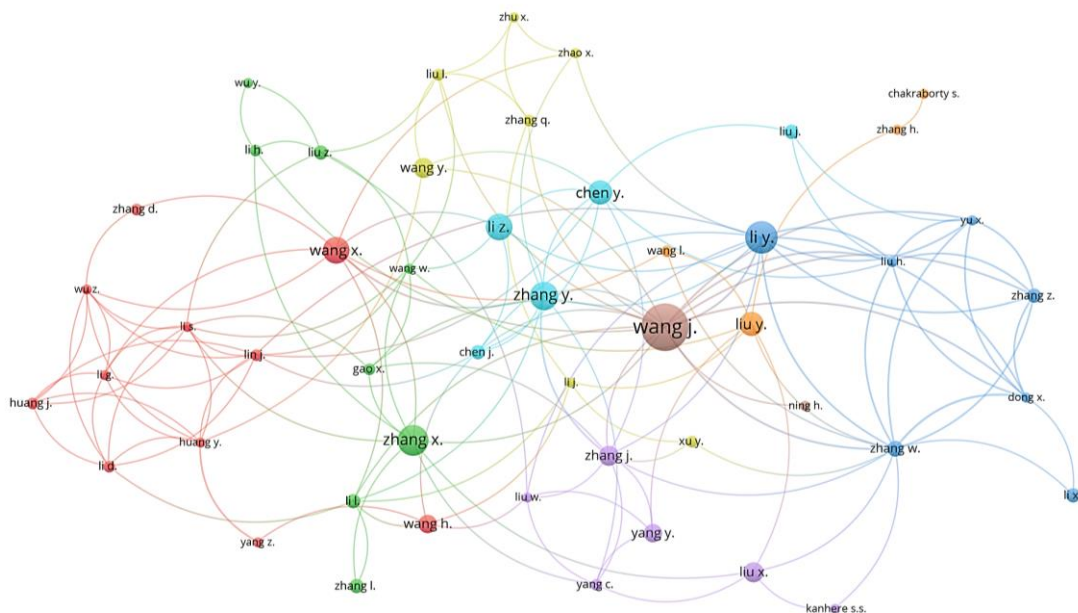 zhu x.
zhao x.
liu l.
wu y.
chakraborty s.
zhang q.
zhang h.
liu j.
li h.
liu z.
wang y.
chen y.
zhang d.
yu x.
li z.
li y.
wang x.
wang l.
liu h.
wang w.
wu z.
zhang y.
zhang z.
li s.
wang j.
liu y.
lin j.
chen j.
gao x.
li g.
li j.
dong x.
huang j.
ning h.
huang y.
zhang x.
xu y.
zhang w.
zhang j.
li d.
li x
li l.
liu w.
wang h.
yang y.
yang z.
liu x.
zhang l.
yang c.
kanhere s.s.